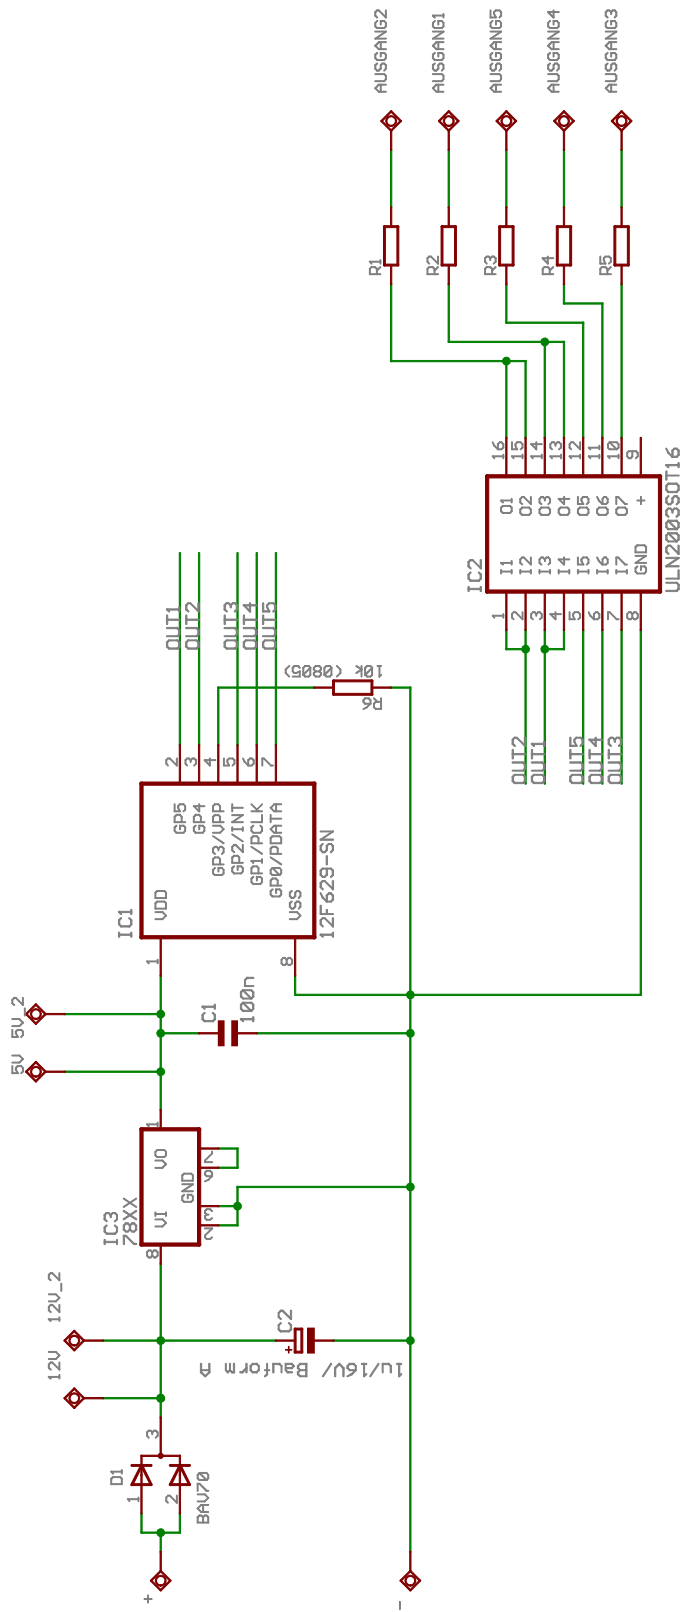 AUSGANG2
AUSGANG1
AUSGANG5
AUSGANG4
AUSGANG3
R1
R2
R3
R4
R5
16
15
14
13
12
11
10
9
O1
O2
O3
O4
O5
O6
O7
+
I1
I2
I3
I4
I5
I6
I7
GND
IC2
ULN2003SOT16
1
2
3
4
5
6
7
8
OUT2
OUT1
OUT5
OUT4
OUT3
OUT1
OUT2
OUT3
OUT4
OUT5
10k (0805)
R6
2
3
4
5
6
7
GP5
GP4
GP3/VPP
GP2/INT
GP1/PCLK
GP0/PDATA
VDD
VSS
IC1
12F629-SN
1
8
5V_2
5V
C1
100n
1
VO
VI
GND
7
6
3
2
IC3
78XX
8
12V_2
12V
C2
+
1u/16V/ Bauform A
3
D1
1
2
BAV70
+
-